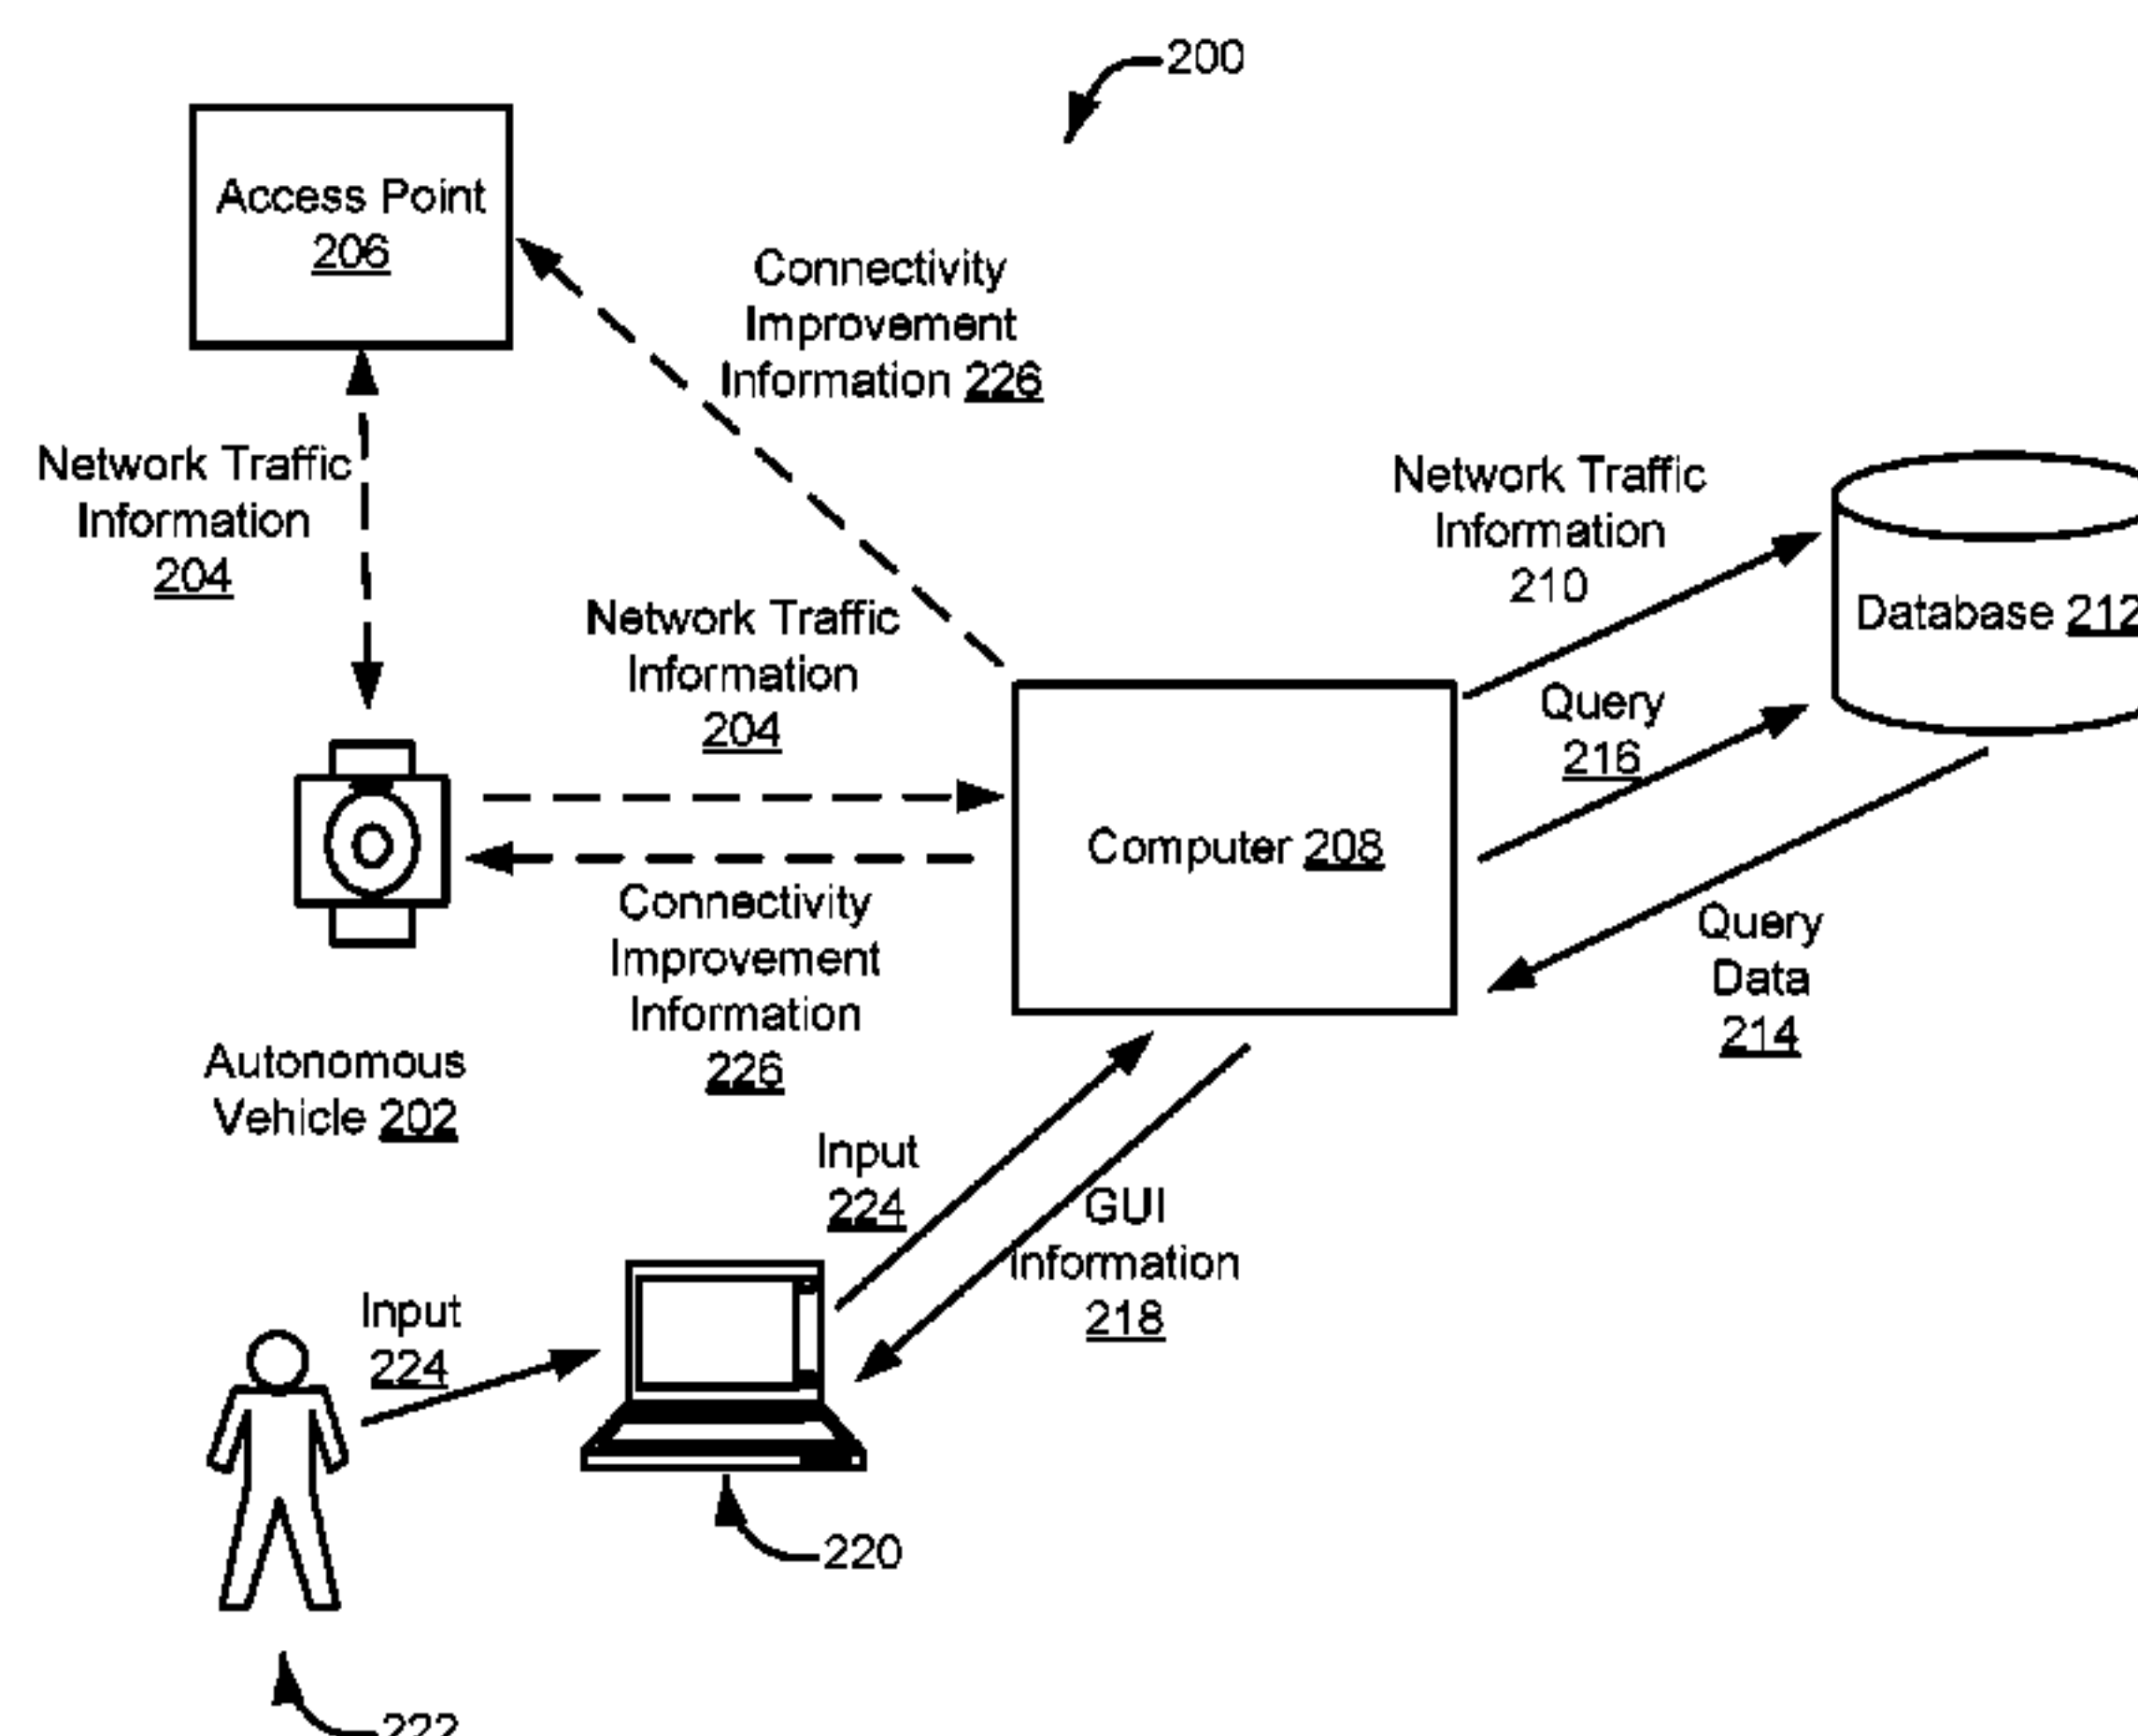 200
Access Point
206
Connectivity
Improvement
Information 226
Network Traffic
Information
204
Network Traffic
Information
210
Database 212
Network Traffic
Information
204
Query
216
Computer 208
Connectivity
Improvement
Information
226
Query
Data
214
Autonomous
Vehicle 202
Input
224
GUI
Information
218
Input
224
220
222